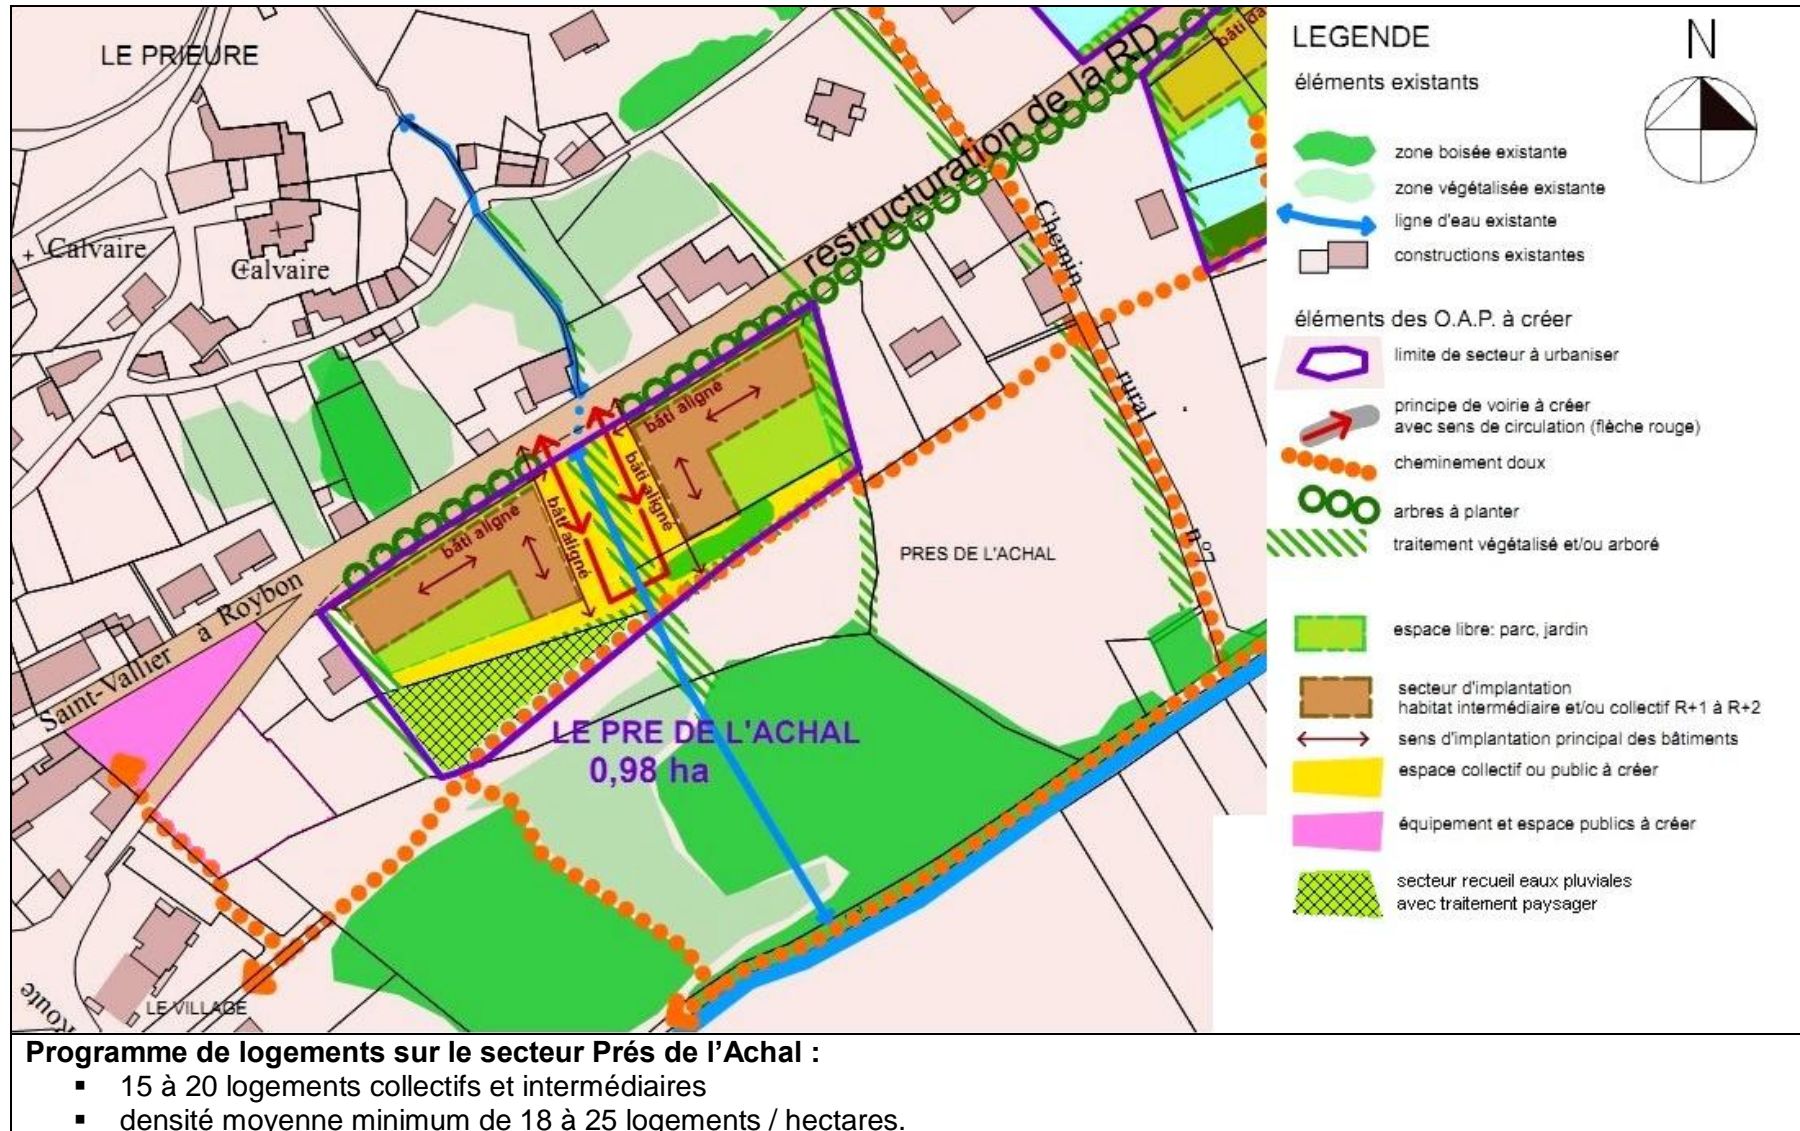 LE PRIEURE
Calvaire
Calvaire
restructuration de la RD
bâti da
Chemin
rural
n°7
bâti aligné
bâti aligné
bâti aligné
bâti aligné
PRES DE L'ACHAL
Saint-Vallier à Roybon
LE PRE DE L'ACHAL
0,98 ha
LE VILLAGE
Route
LEGENDE
N
éléments existants
zone boisée existante
zone végétalisée existante
ligne d'eau existante
constructions existantes
éléments des O.A.P. à créer
limite de secteur à urbaniser
principe de voirie à créer
avec sens de circulation (flèche rouge)
cheminement doux
arbres à planter
traitement végétalisé et/ou arboré
espace libre: parc, jardin
secteur d'implantation
habitat intermédiaire et/ou collectif R+1 à R+2
sens d'implantation principal des bâtiments
espace collectif ou public à créer
équipement et espace publics à créer
secteur recueil eaux pluviales
avec traitement paysager
Programme de logements sur le secteur Prés de l’Achal :
▪ 15 à 20 logements collectifs et intermédiaires
▪ densité moyenne minimum de 18 à 25 logements / hectares.